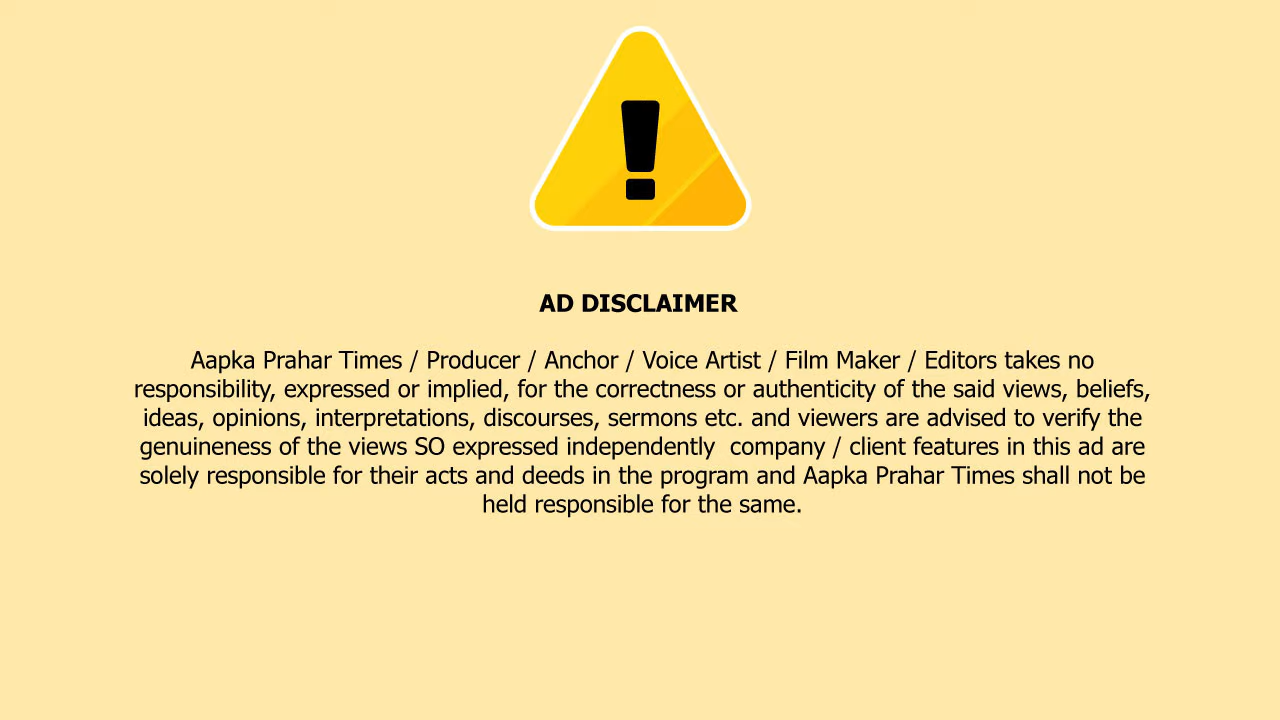 AD DISCLAIMER
Aapka Prahar Times / Producer / Anchor / Voice Artist / Film Maker / Editors takes no
responsibility, expressed or implied, for the correctness or authenticity of the said views, beliefs,
ideas, opinions, interpretations, discourses, sermons etc. and viewers are advised to verify the
genuineness of the views SO expressed independently  company / client features in this ad are
solely responsible for their acts and deeds in the program and Aapka Prahar Times shall not be
held responsible for the same.